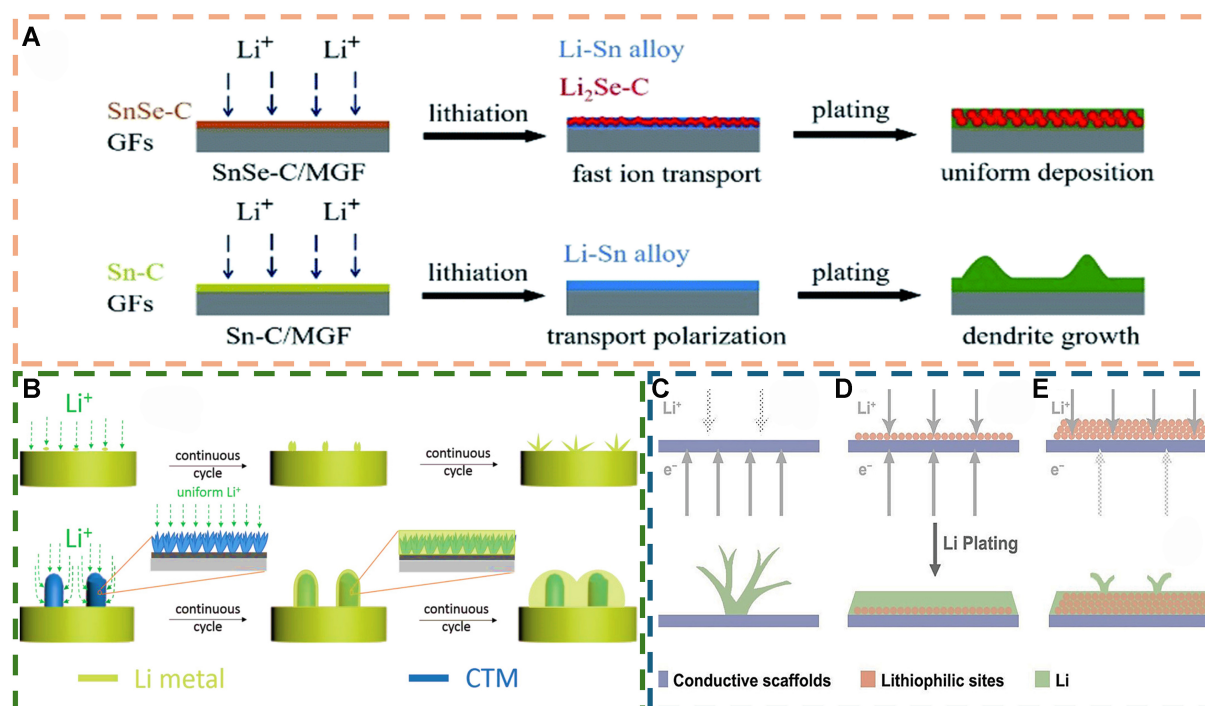 A
Li+ Li+
SnSe-C
GFs
SnSe-C/MGF
lithiation
Li-Sn alloy
Li2Se-C
fast ion transport
plating
uniform deposition
Li+ Li+
Sn-C
GFs
Sn-C/MGF
lithiation
Li-Sn alloy
transport polarization
plating
dendrite growth
B
Li+
continuous
cycle
continuous
cycle
uniform Li+
Li+
continuous
cycle
continuous
cycle
Li metal
CTM
C
Li+
e−
D
Li+
e−
E
Li+
e−
Li Plating
Conductive scaffolds
Lithiophilic sites
Li